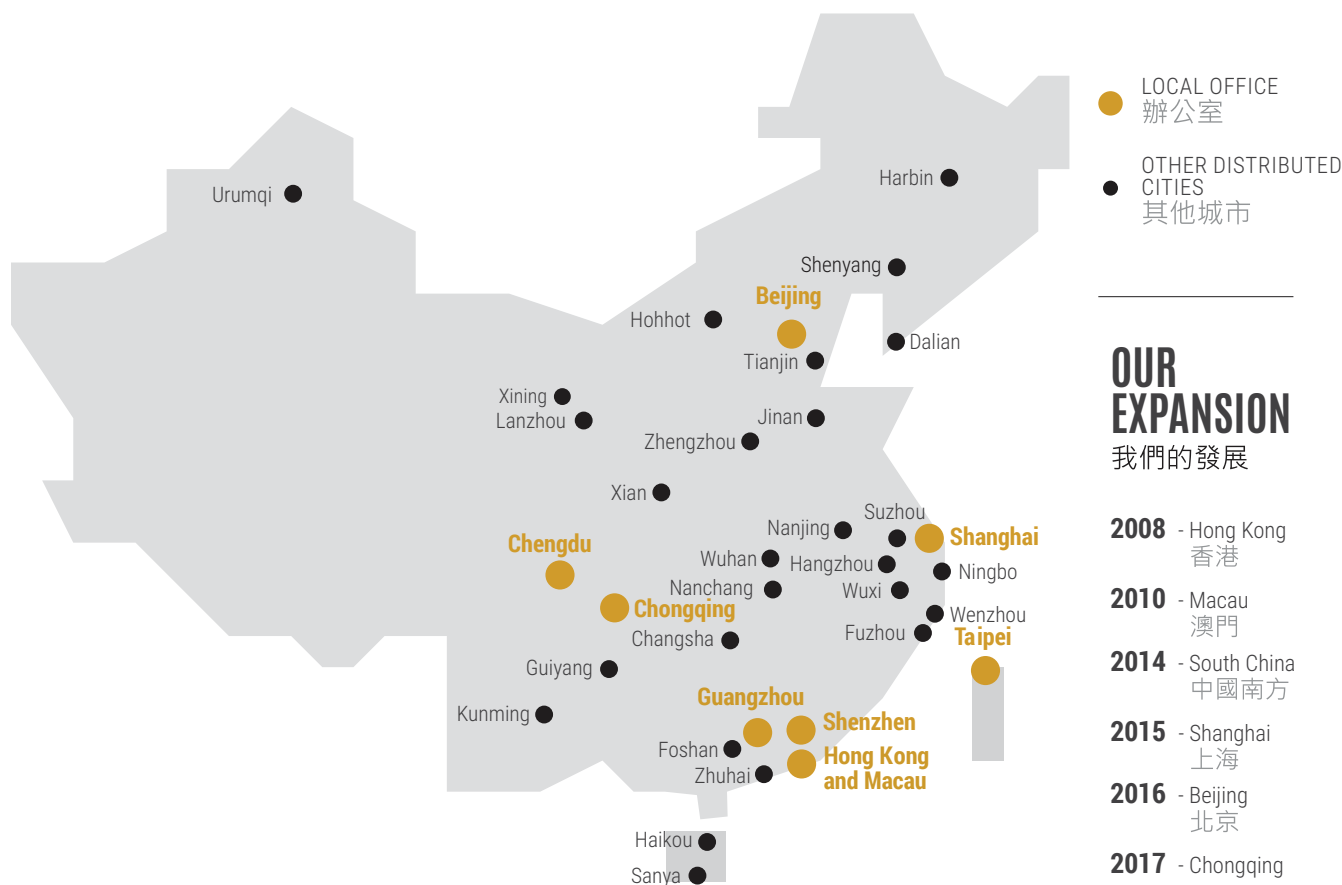 LOCAL OFFICE
辦公室
OTHER DISTRIBUTED
CITIES
其他城市
Urumqi
Harbin
Shenyang
Beijing
Hohhot
Dalian
Tianjin
Xining
Lanzhou
Jinan
Zhengzhou
Xian
Suzhou
Nanjing
Shanghai
Chengdu
Wuhan
Hangzhou
Ningbo
Nanchang
Wuxi
Chongqing
Wenzhou
Changsha
Fuzhou
Taipei
Guiyang
Guangzhou
Kunming
Shenzhen
Foshan
Hong Kong
and Macau
Zhuhai
Haikou
Sanya
OUR
EXPANSION
我們的發展
2008 - Hong Kong
香港
2010 - Macau
澳門
2014 - South China
中國南方
2015 - Shanghai
上海
2016 - Beijing
北京
2017 - Chongqing